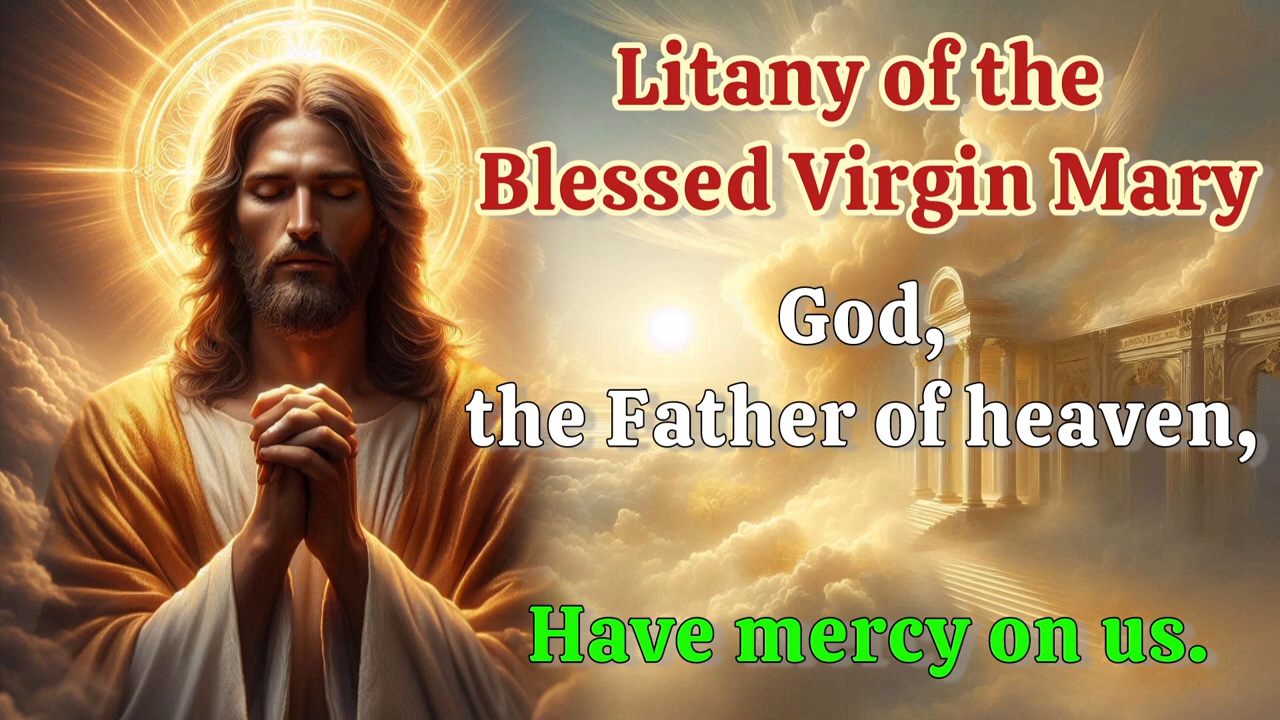 Litany of the
Blessed Virgin Mary
God,
the Father of heaven,
Have mercy on us.